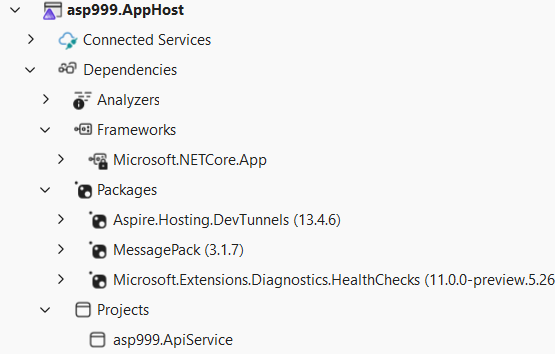 asp999.AppHost
Connected Services
Dependencies
Analyzers
Frameworks
Microsoft.NETCore.App
Packages
Aspire.Hosting.DevTunnels (13.4.6)
MessagePack (3.1.7)
Microsoft.Extensions.Diagnostics.HealthChecks (11.0.0-preview.5.26
Projects
asp999.ApiService